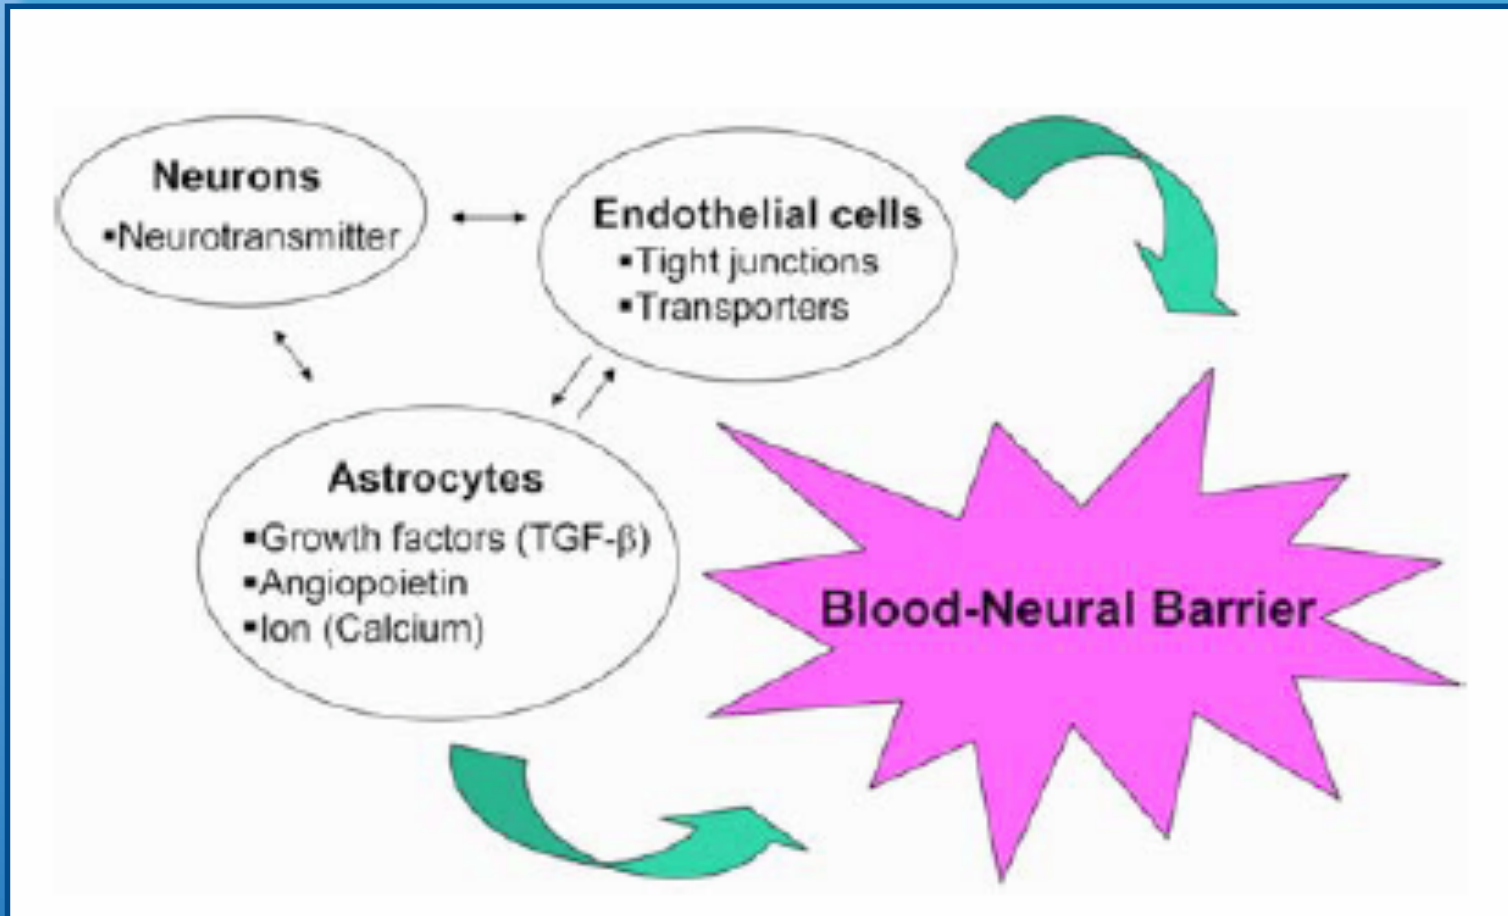 Neurons
▪Neurotransmitter
Endothelial cells
▪Tight junctions
▪Transporters
Astrocytes
▪Growth factors (TGF-β)
▪Angiopoietin
▪Ion (Calcium)
Blood-Neural Barrier